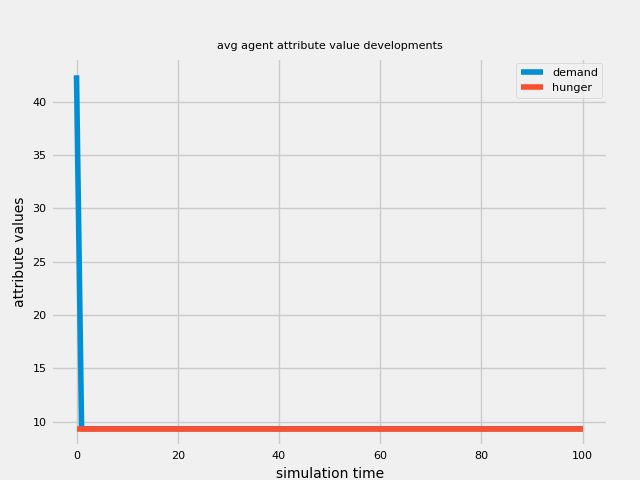 avg agent attribute value developments
demand
hunger
attribute values
40
35
30
25
20
15
10
0 20 40 60 80 100
simulation time